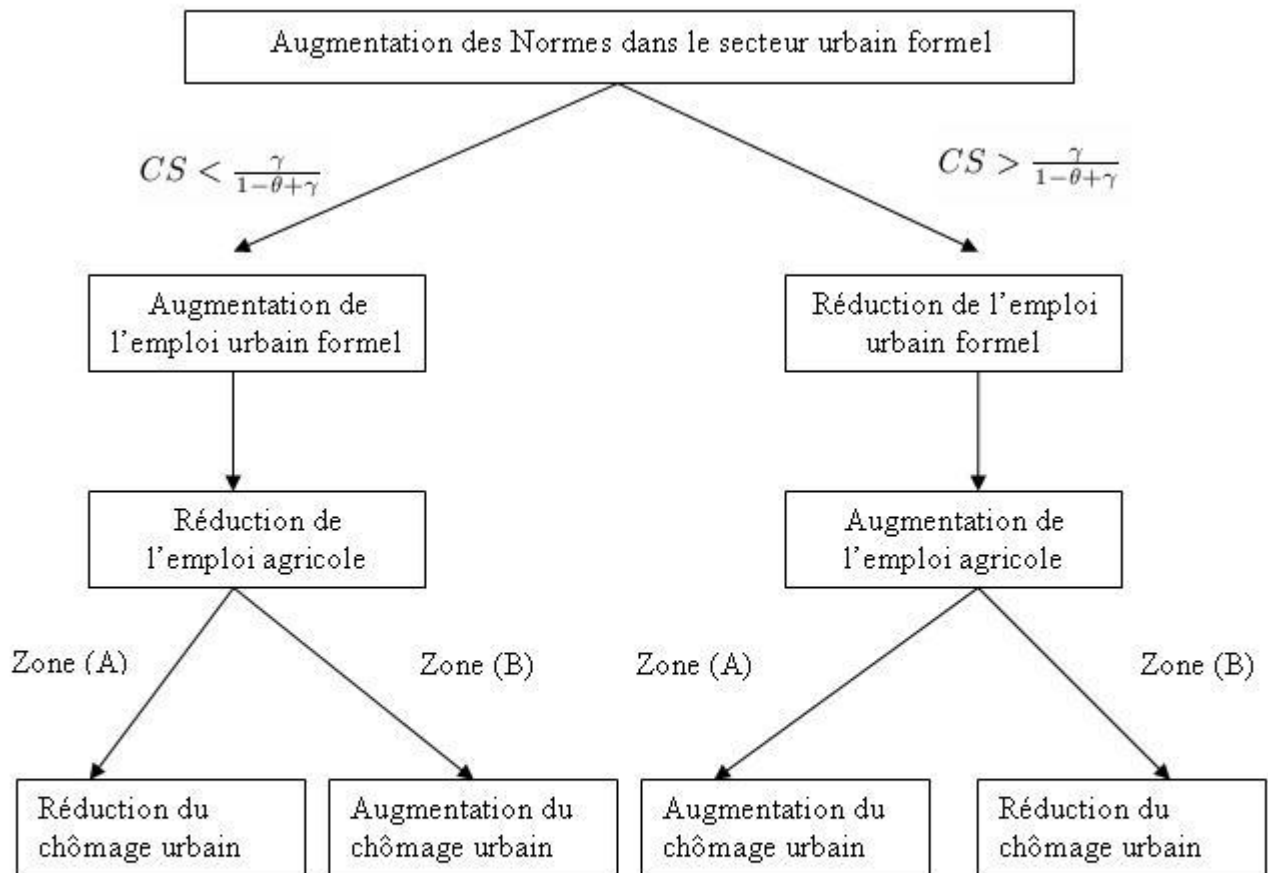 Augmentation des Normes dans le secteur urbain formel
CS < γ/(1−θ+γ)
CS > γ/(1−θ+γ)
Augmentation de
l'emploi urbain formel
Réduction de l'emploi
urbain formel
Réduction de
l'emploi agricole
Augmentation de
l'emploi agricole
Zone (A)
Zone (B)
Zone (A)
Zone (B)
Réduction du
chômage urbain
Augmentation du
chômage urbain
Augmentation du
chômage urbain
Réduction du
chômage urbain